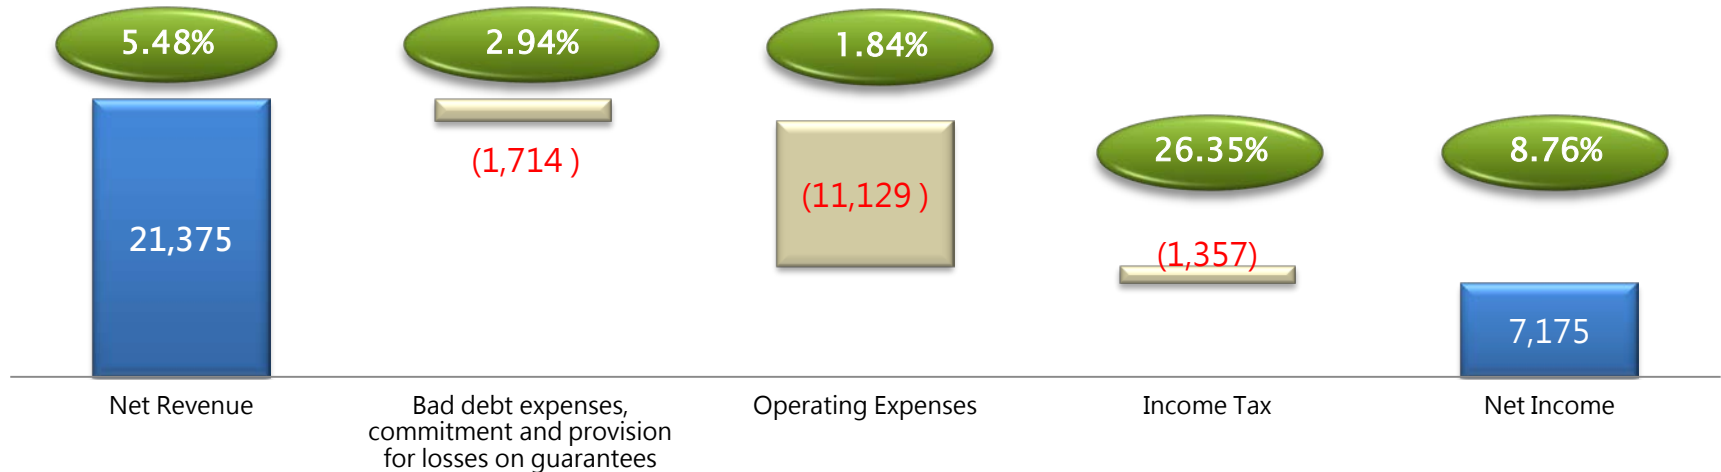 5.48%
2.94%
1.84%
26.35%
8.76%
21,375
(1,714 )
(11,129 )
(1,357)
7,175
Net Revenue
Bad debt expenses,
commitment and provision
for losses on guarantees
Operating Expenses
Income Tax
Net Income